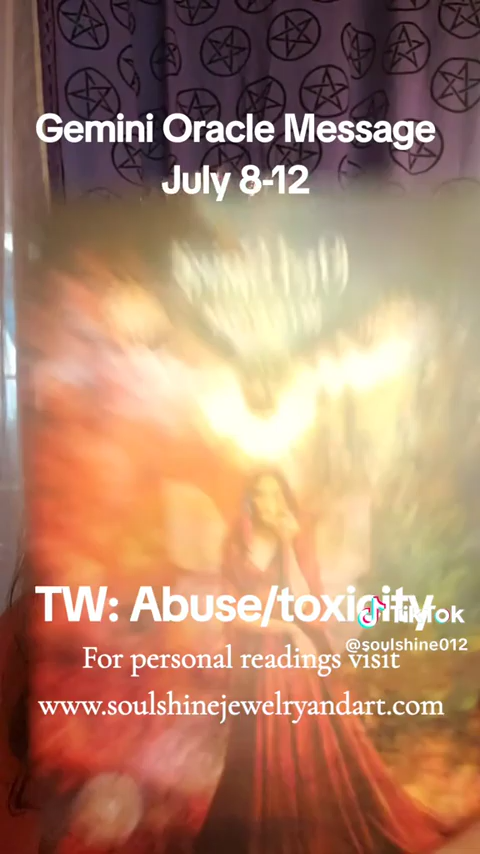 Gemini Oracle Message
July 8-12
TW: Abuse/toxicity.
TikTok
@soulshine012
For personal readings visit
www.soulshinejewelryandart.com